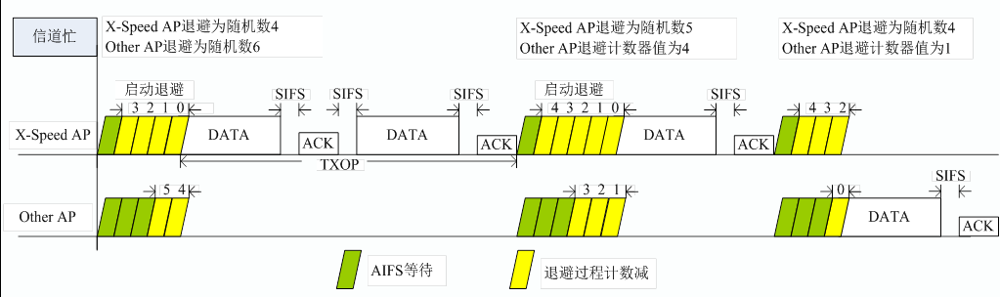 信道忙
X-Speed AP退避为随机数4
Other AP退避为随机数6
X-Speed AP退避为随机数5
Other AP退避计数器值为4
X-Speed AP退避为随机数4
Other AP退避计数器值为1
启动退避
3 2 1 0
SIFS
SIFS
SIFS
启动退避
4 3 2 1 0
SIFS
4 3 2
X-Speed AP
DATA
ACK
DATA
ACK
DATA
ACK
TXOP
5 4
3 2 1
0
SIFS
Other AP
DATA
ACK
AIFS等待
退避过程计数减